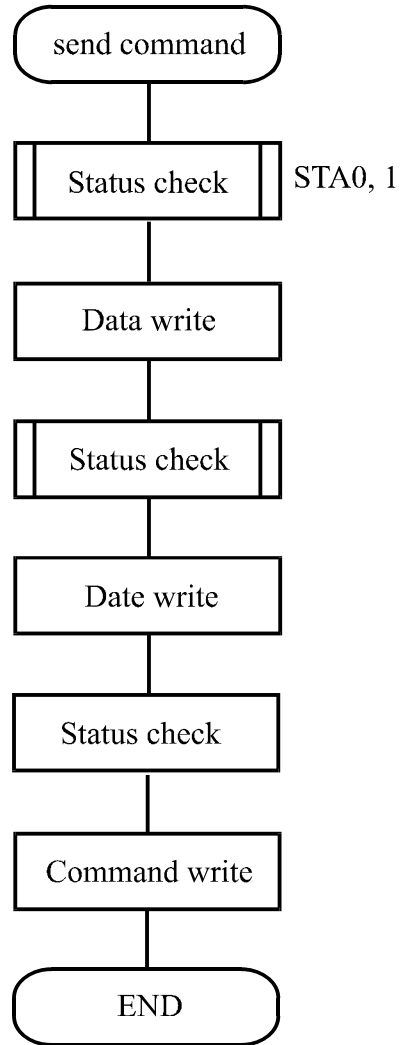 send command
Status check
STA0, 1
Data write
Status check
Date write
Status check
Command write
END